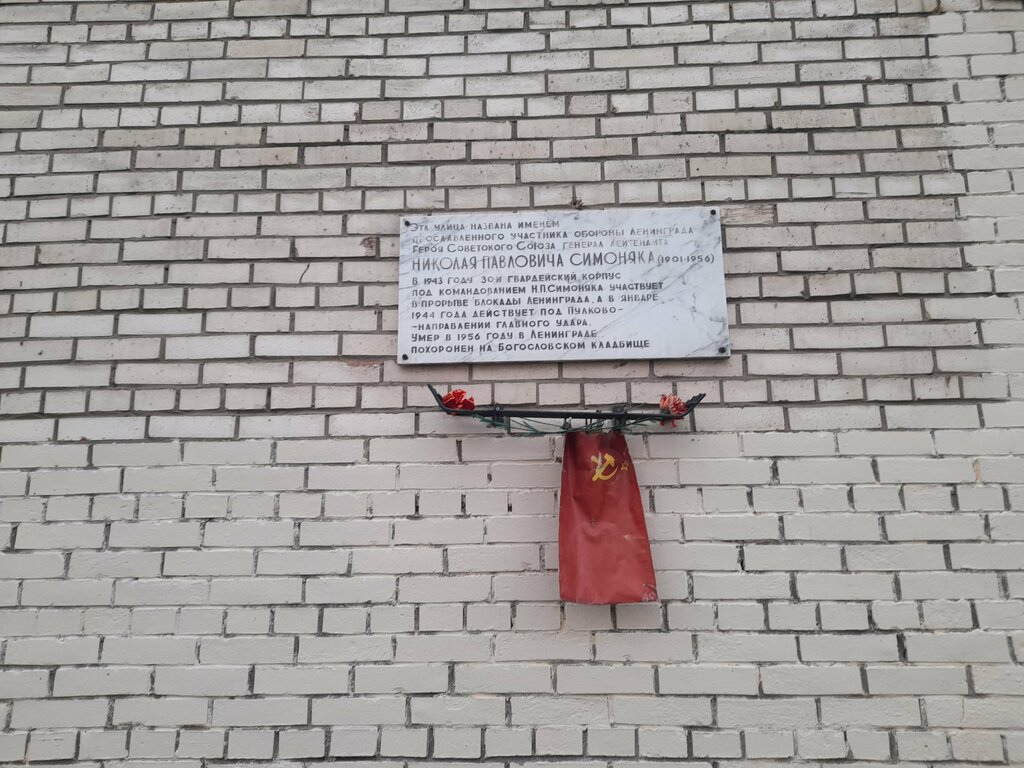 Эта улица названа именем
прославленного участника обороны Ленинграда
Героя Советского Союза генерал лейтенанта
НИКОЛАЯ ПАВЛОВИЧА СИМОНЯКА (1901-1956)
В 1943 году 30й гвардейский корпус
под командованием Н.П.Симоняка участвует
в прорыве блокады Ленинграда, а в январе
1944 года действует под Пулково-
-направлении главного удара.
Умер в 1956 году в Ленинграде
похоронен на Богословском кладбище